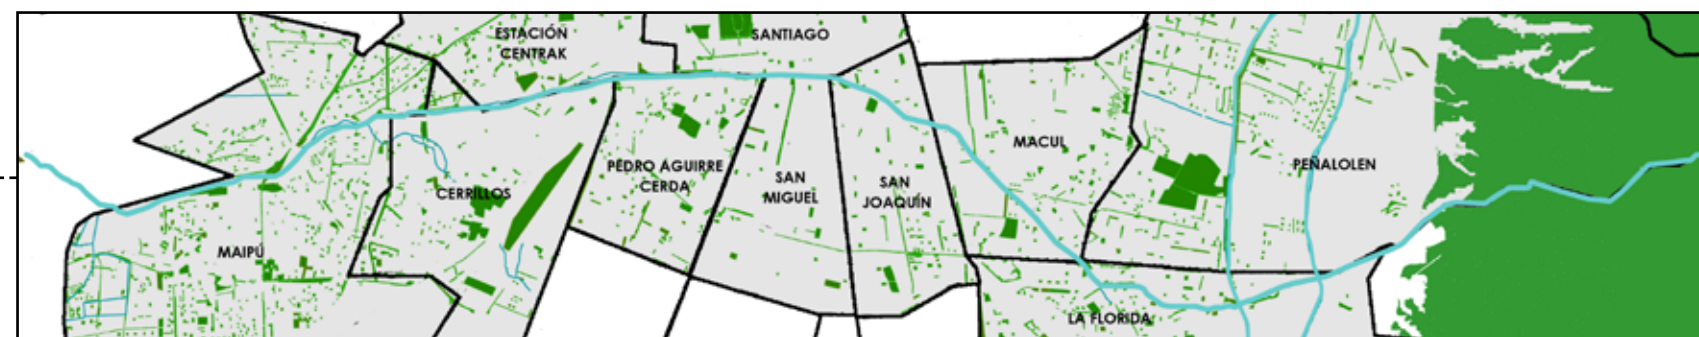 ESTACIÓN
CENTRAK
SANTIAGO
MACUL
PEÑALOLEN
PEDRO AGUIRRE
CERDA
SAN
MIGUEL
SAN
JOAQUÍN
CERRILLOS
MAIPÚ
LA FLORIDA